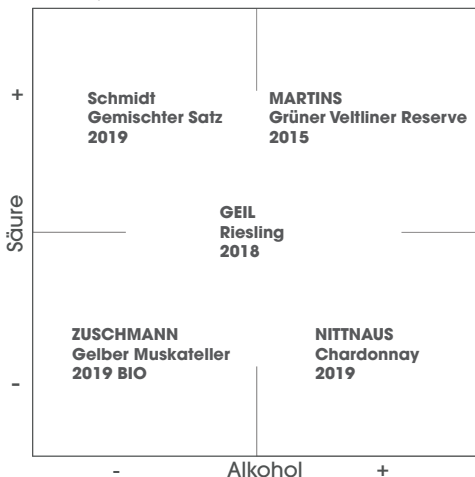 +
Schmidt
Gemischter Satz
2019
MARTINS
Grüner Veltliner Reserve
2015
Säure
GEIL
Riesling
2018
ZUSCHMANN
Gelber Muskateller
2019 BIO
NITTNAUS
Chardonnay
2019
-
- Alkohol +